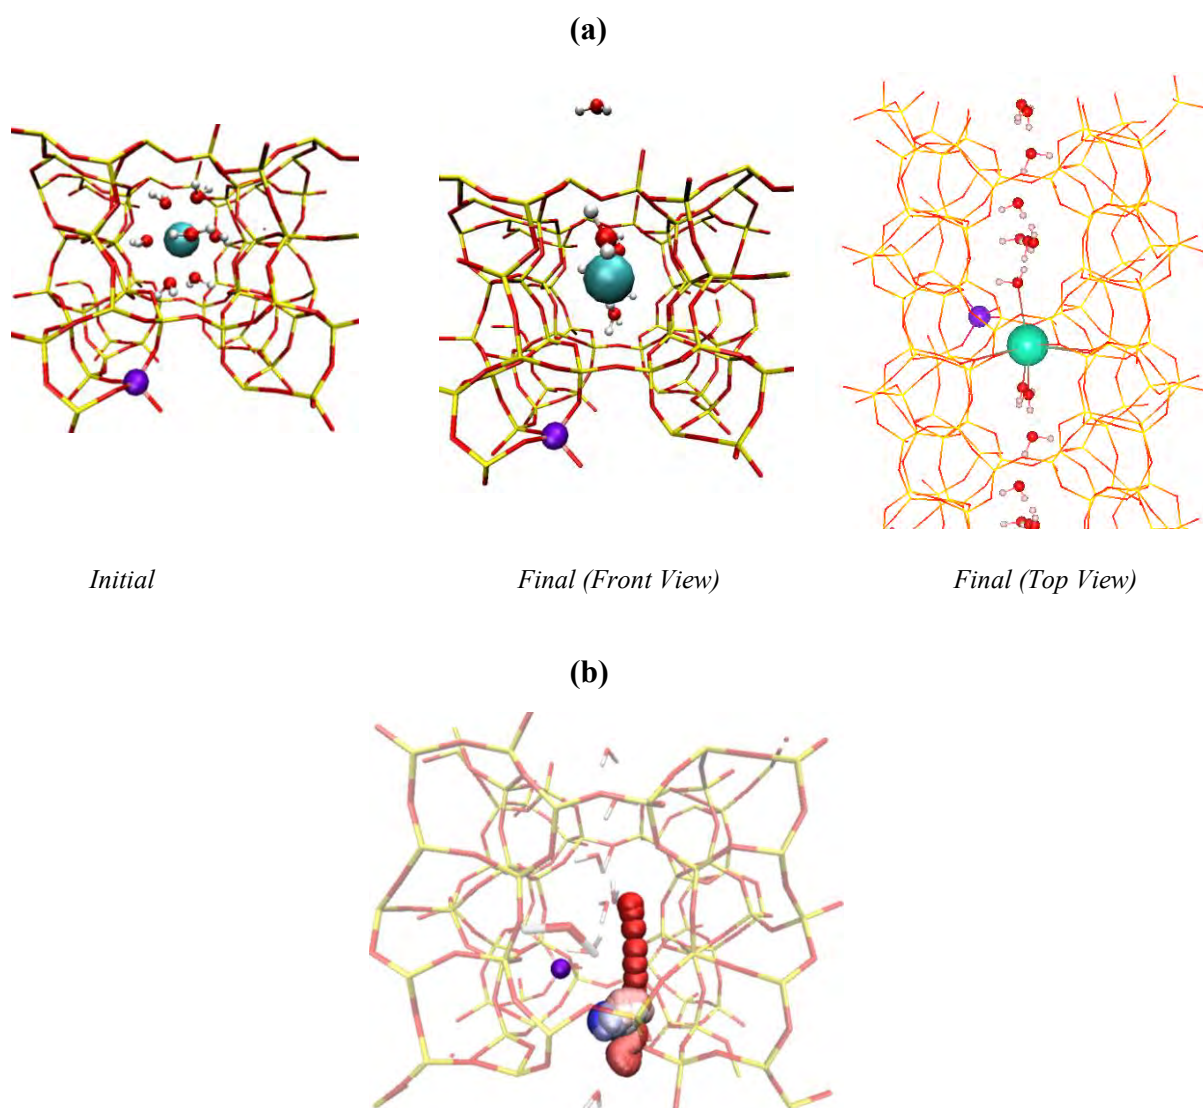 (a)
Initial
Final (Front View)
Final (Top View)
(b)